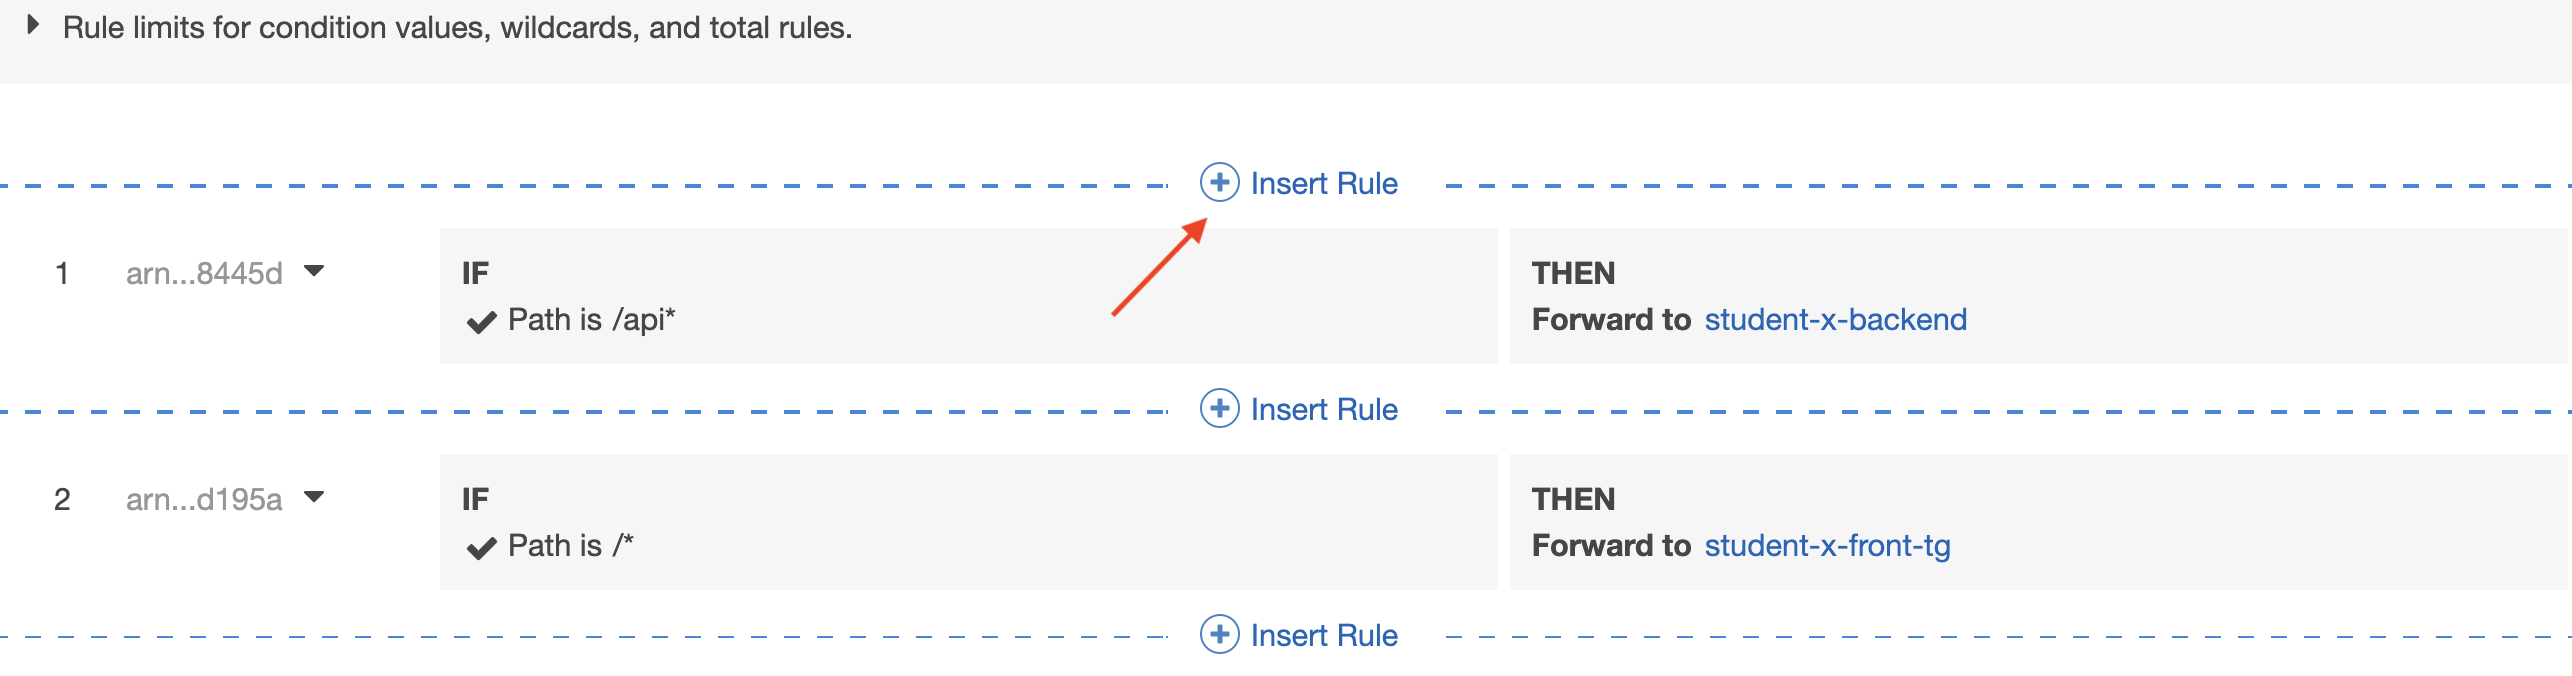 Rule limits for condition values, wildcards, and total rules.
Insert Rule
1 arn...8445d IF THEN
Path is /api* Forward to student-x-backend
Insert Rule
2 arn...d195a IF THEN
Path is /* Forward to student-x-front-tg
Insert Rule